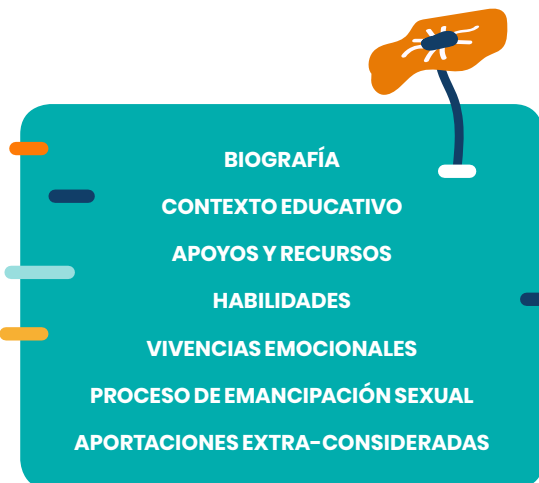 BIOGRAFÍA
CONTEXTO EDUCATIVO
APOYOS Y RECURSOS
HABILIDADES
VIVENCIAS EMOCIONALES
PROCESO DE EMANCIPACIÓN SEXUAL
APORTACIONES EXTRA-CONSIDERADAS